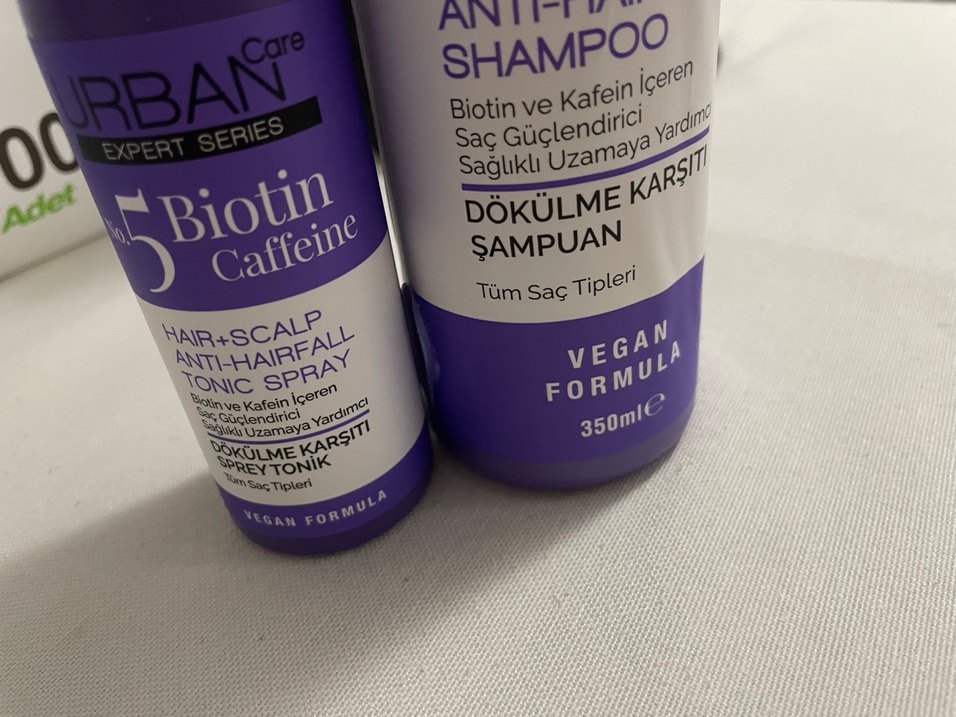 URBAN Care
EXPERT SERIES
No.5 Biotin
Caffeine
HAIR+SCALP
ANTI-HAIRFALL
TONIC SPRAY
Biotin ve Kafein İçeren
Saç Güçlendirici
Sağlıklı Uzamaya Yardımcı
DÖKÜLME KARŞITI
SPREY TONİK
Tüm Saç Tipleri
VEGAN FORMULA
SHAMPOO
Biotin ve Kafein İçeren
Saç Güçlendirici
Sağlıklı Uzamaya Yardımcı
DÖKÜLME KARŞITI
ŞAMPUAN
Tüm Saç Tipleri
VEGAN
FORMULA
350ml℮
Adet